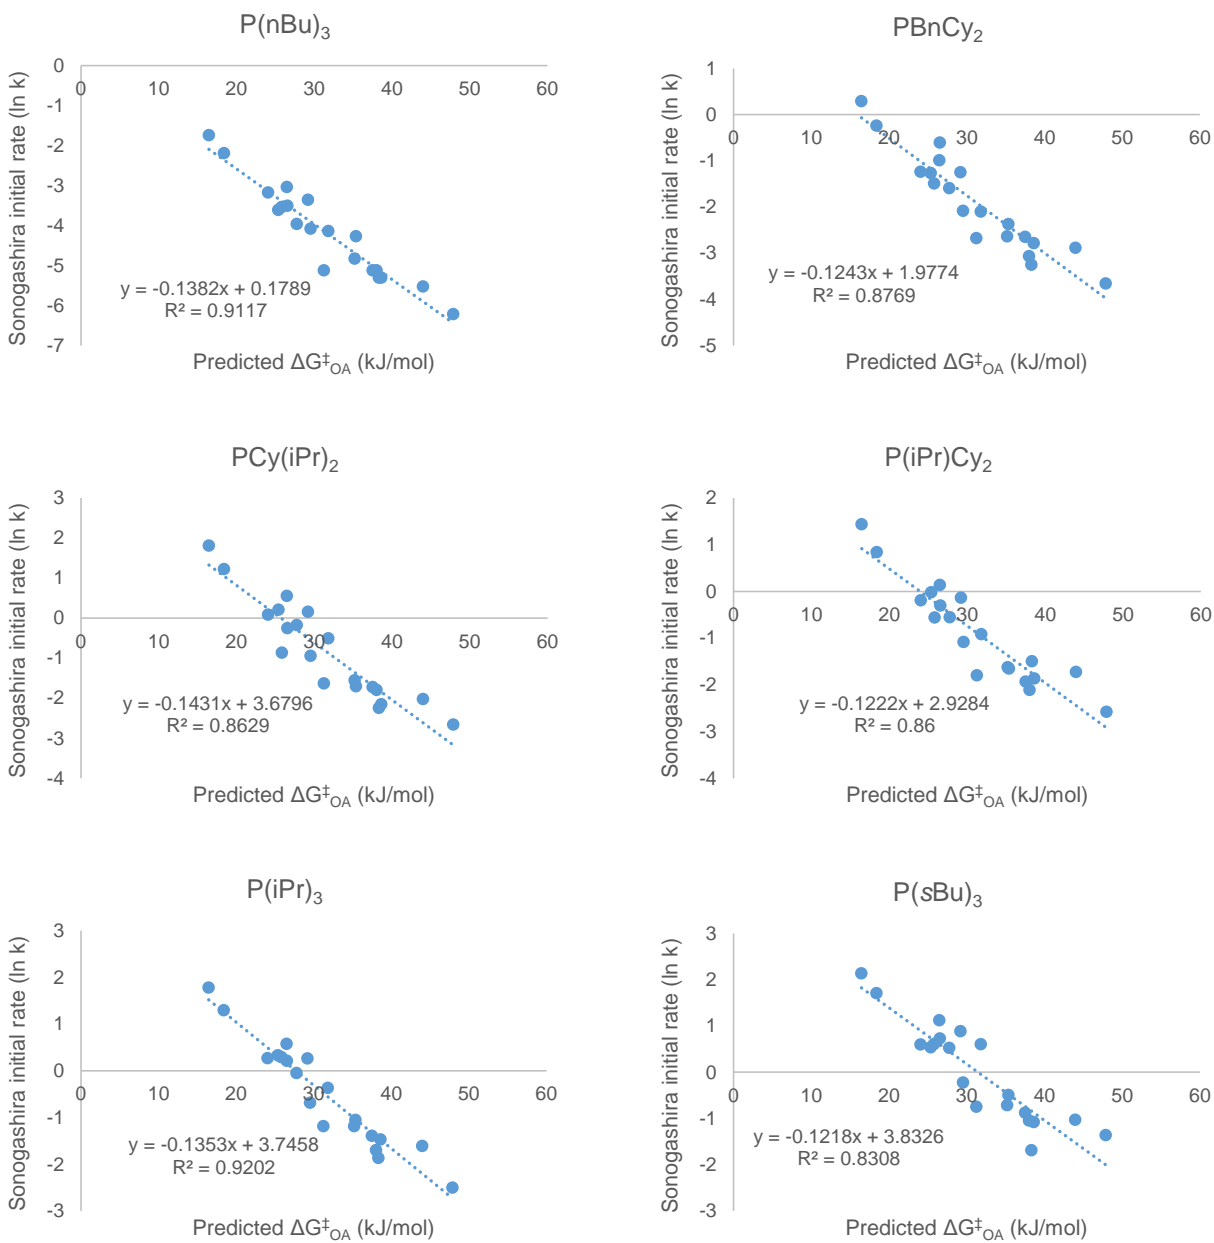 P(nBu)₃
0
0 10 20 30 40 50 60
-1
-2
-3
-4
-5
-6
-7
Sonogashira initial rate (ln k)
y = -0.1382x + 0.1789
R² = 0.9117
Predicted ΔG‡OA (kJ/mol)
PBnCy₂
1
0
0 10 20 30 40 50 60
-1
-2
-3
-4
-5
Sonogashira initial rate (ln k)
y = -0.1243x + 1.9774
R² = 0.8769
Predicted ΔG‡OA (kJ/mol)
PCy(iPr)₂
3
2
1
0
0 10 20 30 40 50 60
-1
-2
-3
-4
Sonogashira initial rate (ln k)
y = -0.1431x + 3.6796
R² = 0.8629
Predicted ΔG‡OA (kJ/mol)
P(iPr)Cy₂
2
1
0
0 10 20 30 40 50 60
-1
-2
-3
-4
Sonogashira initial rate (ln k)
y = -0.1222x + 2.9284
R² = 0.86
Predicted ΔG‡OA (kJ/mol)
P(iPr)₃
3
2
1
0
0 10 20 30 40 50 60
-1
-2
-3
Sonogashira initial rate (ln k)
y = -0.1353x + 3.7458
R² = 0.9202
Predicted ΔG‡OA (kJ/mol)
P(sBu)₃
3
2
1
0
0 10 20 30 40 50 60
-1
-2
-3
Sonogashira initial rate (ln k)
y = -0.1218x + 3.8326
R² = 0.8308
Predicted ΔG‡OA (kJ/mol)